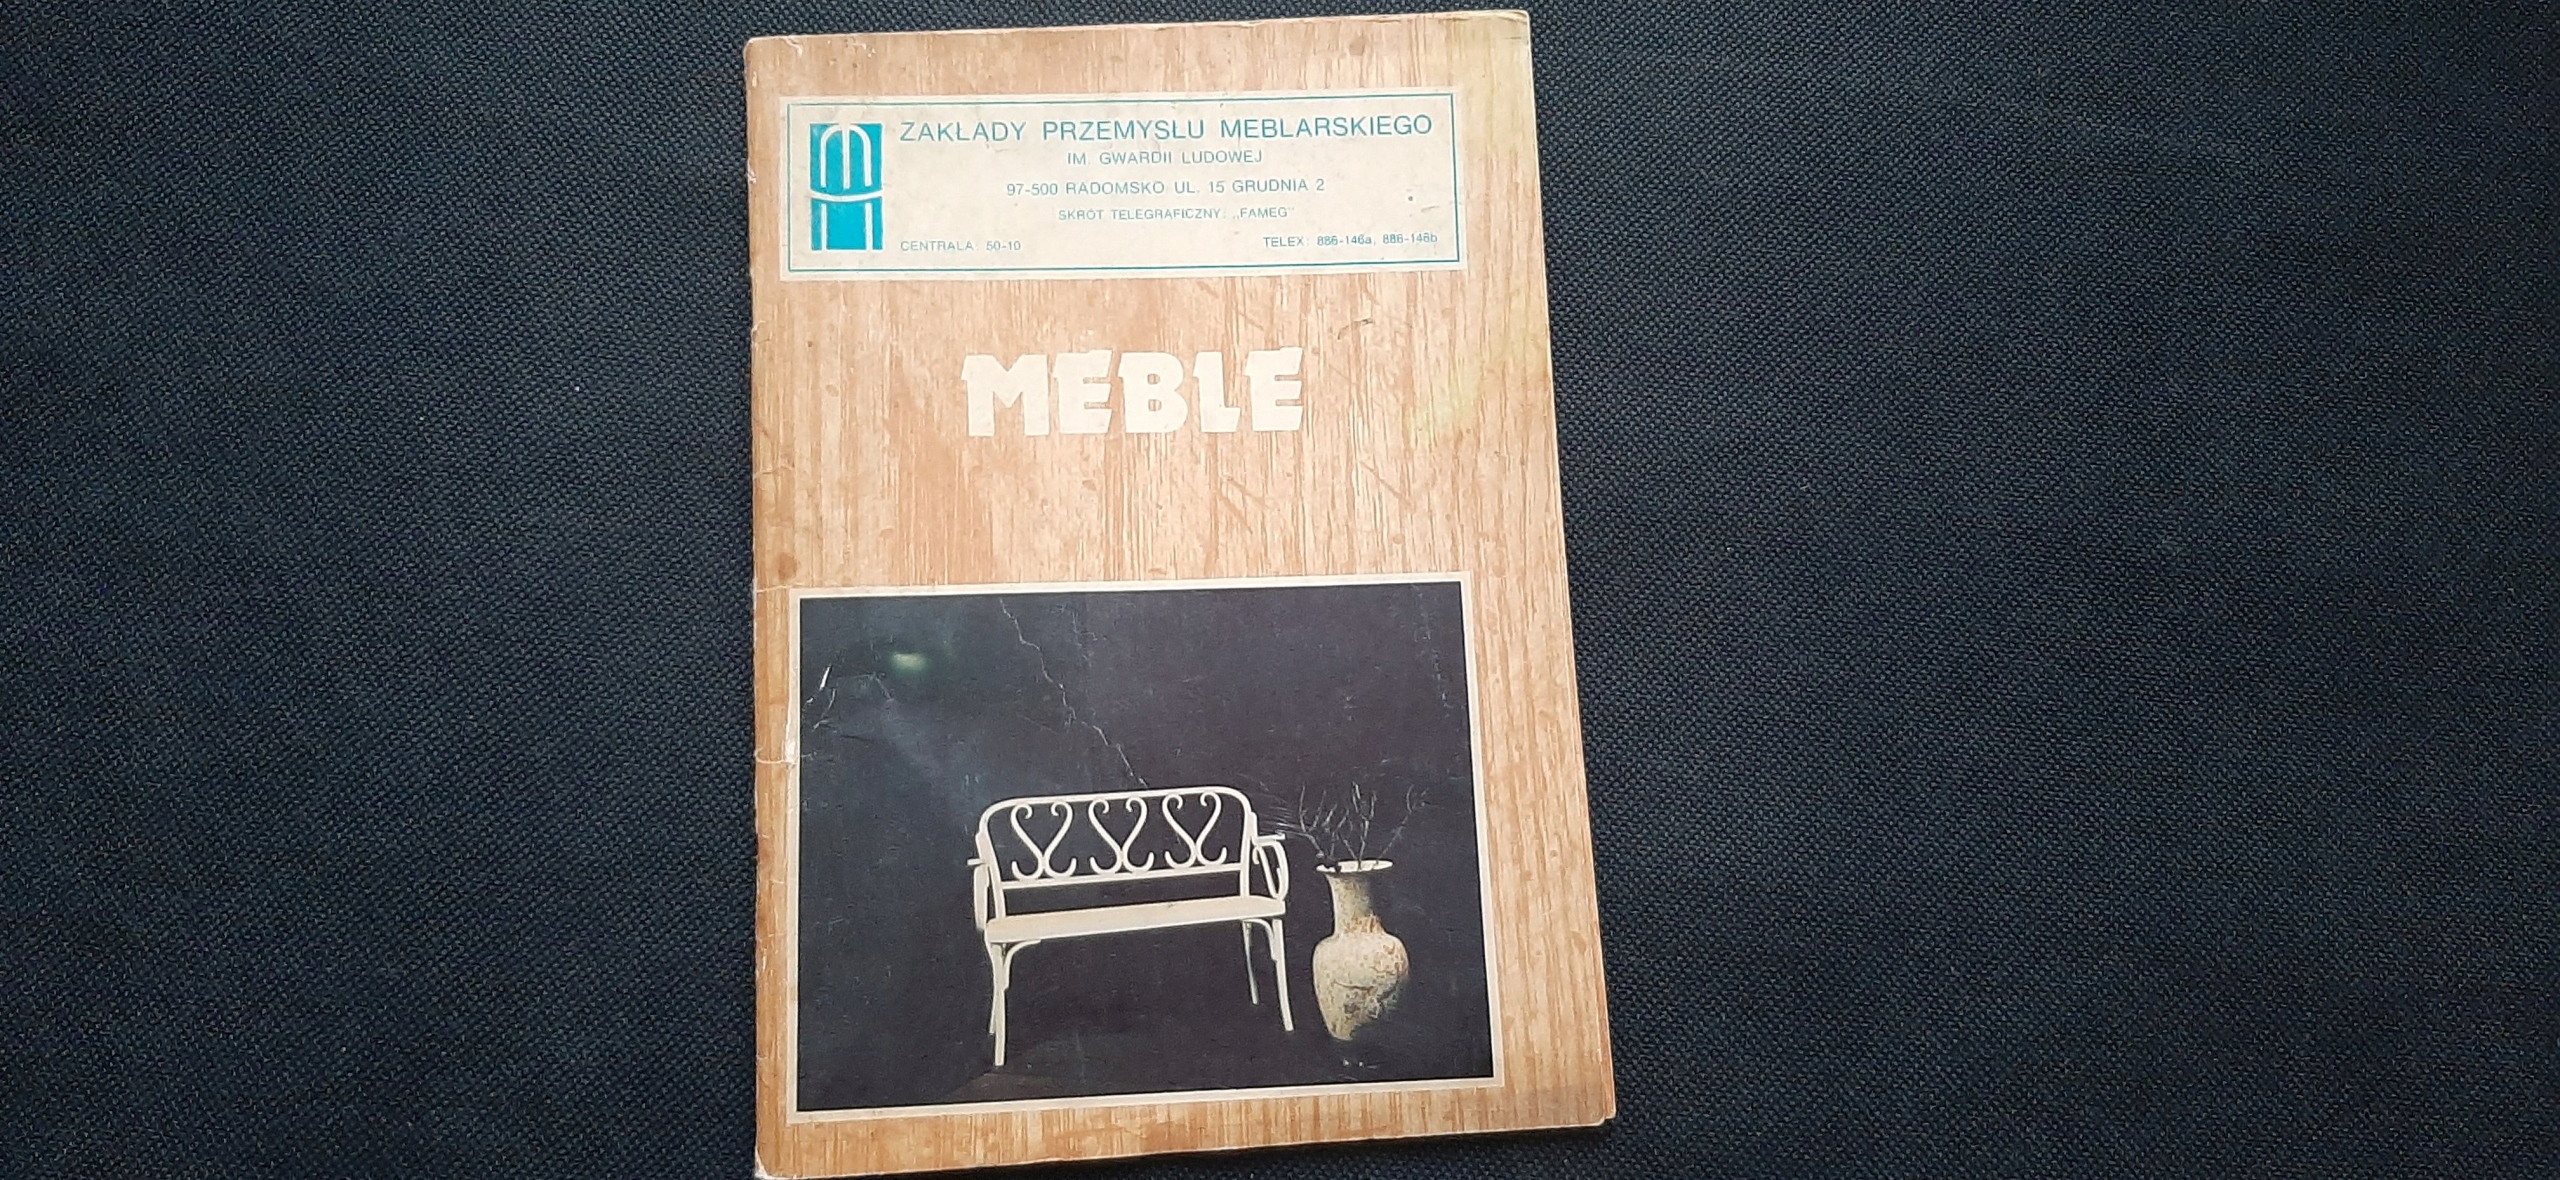 ZAKŁADY PRZEMYSŁU MEBLARSKIEGO
IM. GWARDII LUDOWEJ
97-500 RADOMSKO UL. 15 GRUDNIA 2
SKRÓT TELEGRAFICZNY: „FAMEG"
CENTRALA: 50-10
TELEX: 886-146a, 886-146b
MEBLE